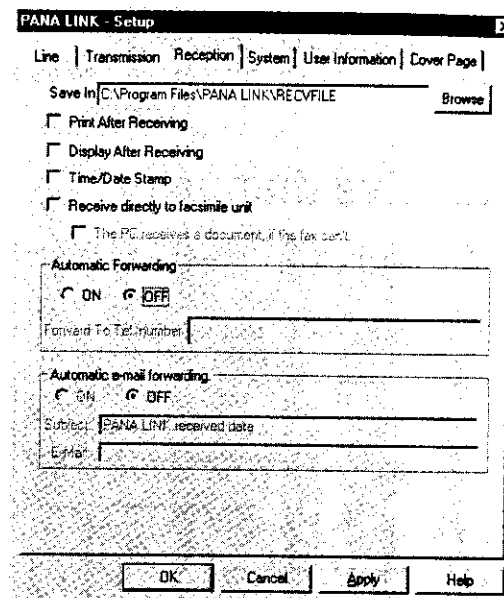 PANA LINK - Setup
Line Transmission Reception System User Information Cover Page
Save In C:\Program Files\PANA LINK\RECVFILE Browse
Print After Receiving
Display After Receiving
Time/Date Stamp
Receive directly to facsimile unit
The PC receives a document, if the fax can't.
Automatic Forwarding
ON OFF
Forward To Tel. number
Automatic e-mail forwarding
ON OFF
Subject: PANA LINK received date
E-Mail
OK Cancel Apply Help